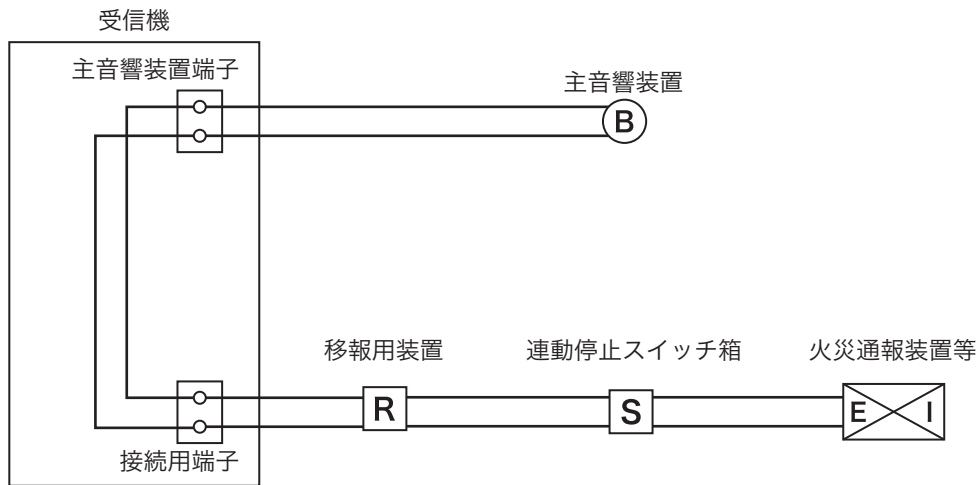 受信機
主音響装置端子
主音響装置
B
移報用装置
連動停止スイッチ箱
火災通報装置等
R
S
E I
接続用端子